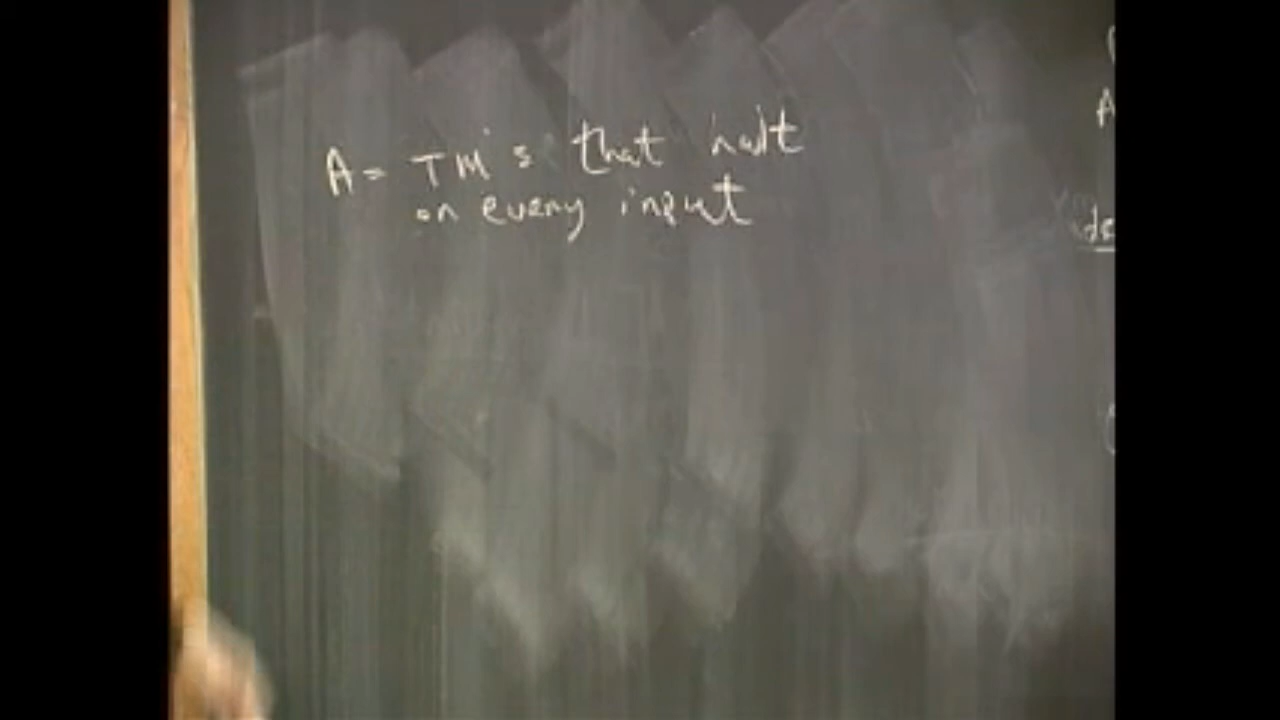 A = TM's that halt
on every input
A